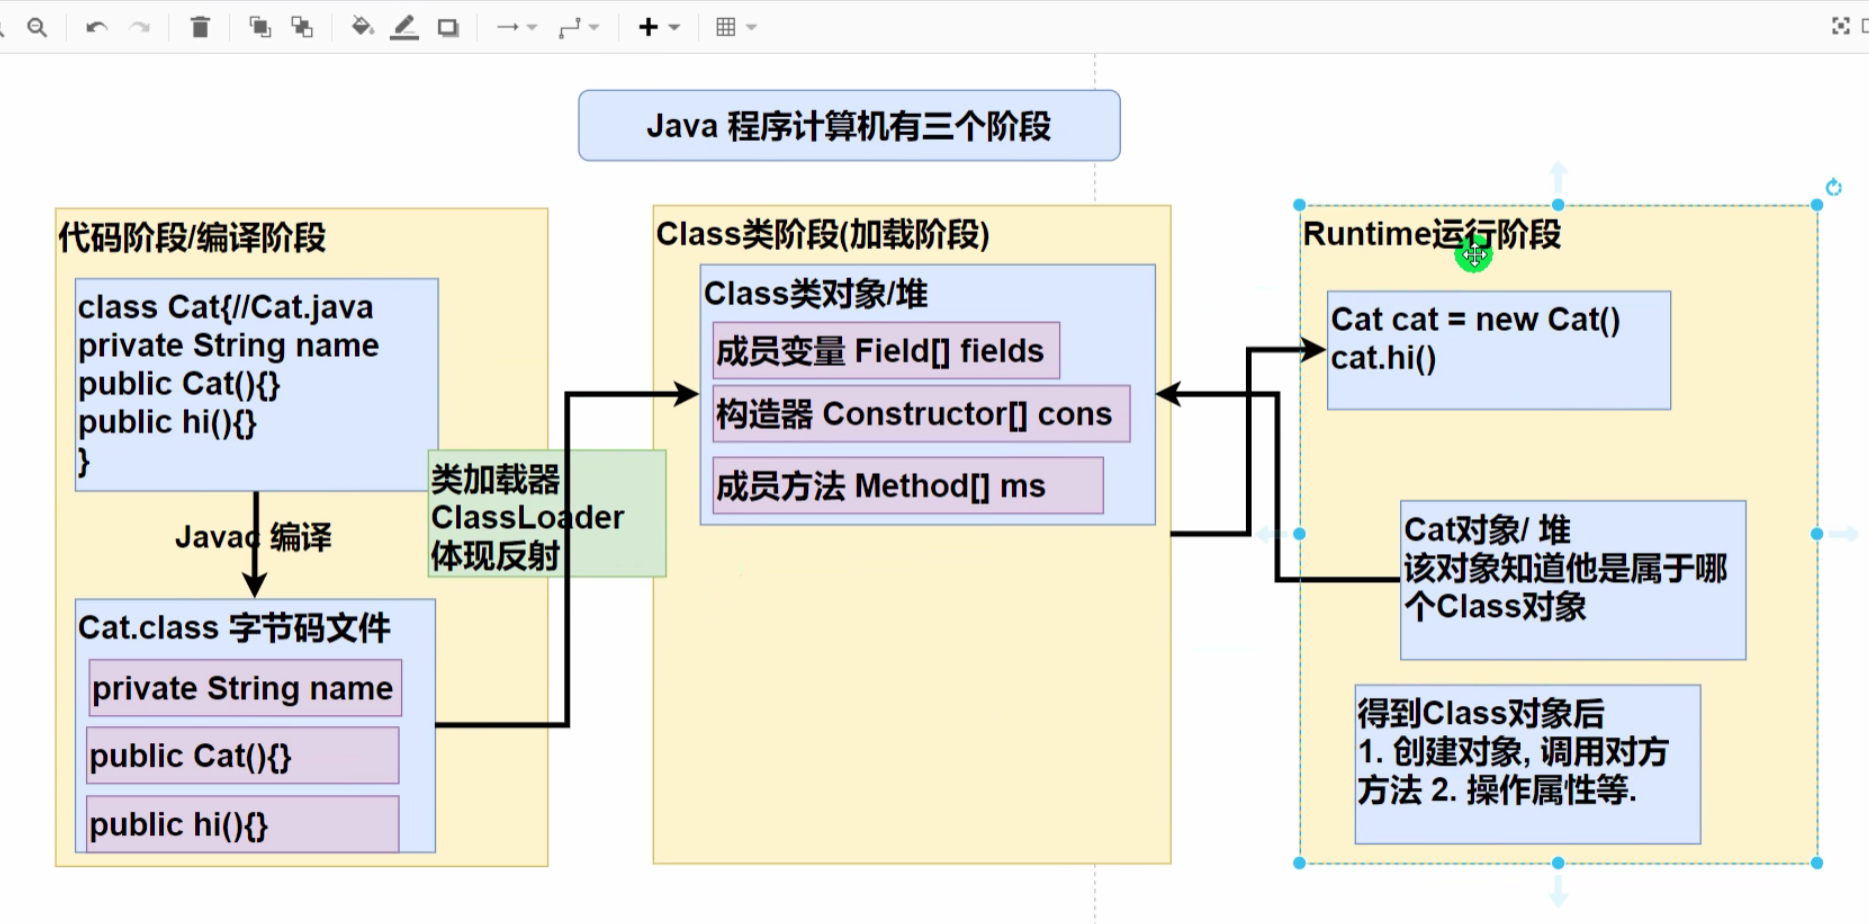 Java 程序计算机有三个阶段
代码阶段/编译阶段
class Cat{//Cat.java
private String name
public Cat(){}
public hi(){}
}
Javac 编译
Cat.class 字节码文件
private String name
public Cat(){}
public hi(){}
类加载器
ClassLoader
体现反射
Class类阶段(加载阶段)
Class类对象/堆
成员变量 Field[] fields
构造器 Constructor[] cons
成员方法 Method[] ms
Runtime运行阶段
Cat cat = new Cat()
cat.hi()
Cat对象/ 堆
该对象知道他是属于哪
个Class对象
得到Class对象后
1. 创建对象, 调用对方
方法 2. 操作属性等.